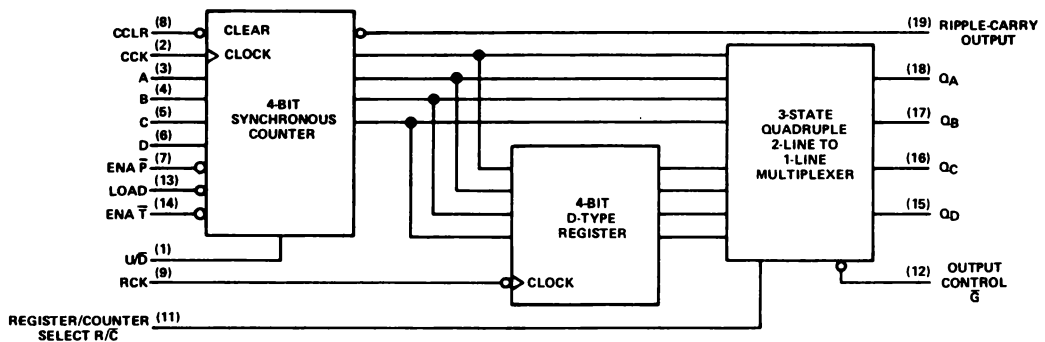 CCLR (8)
CCK (2)
A (3)
B (4)
C (5)
D (6)
ENA P̅ (7)
LOAD (13)
ENA T̅ (14)
U/D̅ (1)
RCK (9)
REGISTER/COUNTER (11)
SELECT R/C̅
CLEAR
CLOCK
4-BIT
SYNCHRONOUS
COUNTER
4-BIT
D-TYPE
REGISTER
CLOCK
3-STATE
QUADRUPLE
2-LINE TO
1-LINE
MULTIPLEXER
(19) RIPPLE-CARRY
OUTPUT
(18) QA
(17) QB
(16) QC
(15) QD
(12) OUTPUT
CONTROL
G̅